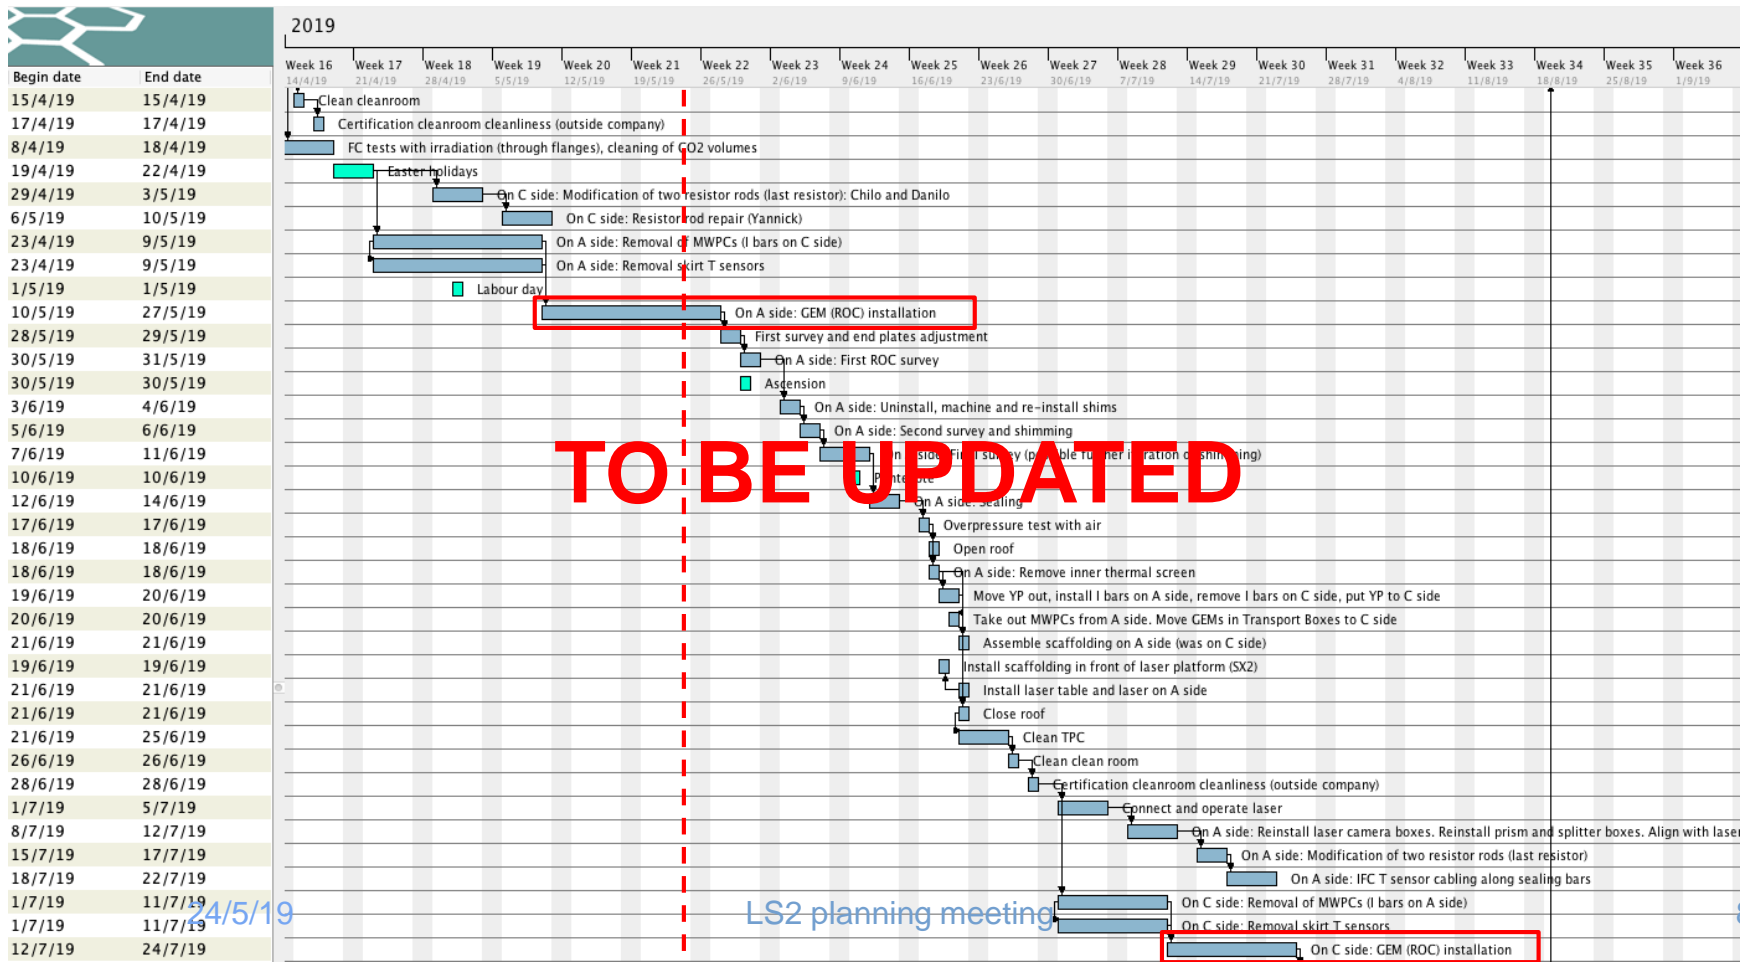 2019
Begin date End date
Week 16 Week 17 Week 18 Week 19 Week 20 Week 21 Week 22 Week 23 Week 24 Week 25 Week 26 Week 27 Week 28 Week 29 Week 30 Week 31 Week 32 Week 33 Week 34 Week 35 Week 36
14/4/19 21/4/19 28/4/19 5/5/19 12/5/19 19/5/19 26/5/19 2/6/19 9/6/19 16/6/19 23/6/19 30/6/19 7/7/19 14/7/19 21/7/19 28/7/19 4/8/19 11/8/19 18/8/19 25/8/19 1/9/19
15/4/19 15/4/19 Clean cleanroom
17/4/19 17/4/19 Certification cleanroom cleanliness (outside company)
8/4/19 18/4/19 FC tests with irradiation (through flanges), cleaning of CO2 volumes
19/4/19 22/4/19 Easter holidays
29/4/19 3/5/19 On C side: Modification of two resistor rods (last resistor): Chilo and Danilo
6/5/19 10/5/19 On C side: Resistor rod repair (Yannick)
23/4/19 9/5/19 On A side: Removal of MWPCs (I bars on C side)
23/4/19 9/5/19 On A side: Removal skirt T sensors
1/5/19 1/5/19 Labour day
10/5/19 27/5/19 On A side: GEM (ROC) installation
28/5/19 29/5/19 First survey and end plates adjustment
30/5/19 31/5/19 On A side: First ROC survey
30/5/19 30/5/19 Ascension
3/6/19 4/6/19 On A side: Uninstall, machine and re-install shims
5/6/19 6/6/19 On A side: Second survey and shimming
7/6/19 11/6/19 On A side: Final survey (possible further iteration of shimming)
TO BE UPDATED
10/6/19 10/6/19 Pentecote
12/6/19 14/6/19 On A side: Sealing
17/6/19 17/6/19 Overpressure test with air
18/6/19 18/6/19 Open roof
18/6/19 18/6/19 On A side: Remove inner thermal screen
19/6/19 20/6/19 Move YP out, install I bars on A side, remove I bars on C side, put YP to C side
20/6/19 20/6/19 Take out MWPCs from A side. Move GEMs in Transport Boxes to C side
21/6/19 21/6/19 Assemble scaffolding on A side (was on C side)
19/6/19 19/6/19 Install scaffolding in front of laser platform (SX2)
21/6/19 21/6/19 Install laser table and laser on A side
21/6/19 21/6/19 Close roof
21/6/19 25/6/19 Clean TPC
26/6/19 26/6/19 Clean clean room
28/6/19 28/6/19 Certification cleanroom cleanliness (outside company)
1/7/19 5/7/19 Connect and operate laser
8/7/19 12/7/19 On A side: Reinstall laser camera boxes. Reinstall prism and splitter boxes. Align with laser
15/7/19 17/7/19 On A side: Modification of two resistor rods (last resistor)
18/7/19 22/7/19 On A side: IFC T sensor cabling along sealing bars
1/7/19 11/7/19 On C side: Removal of MWPCs (I bars on A side)
24/5/19 LS2 planning meeting 8
1/7/19 11/7/19 On C side: Removal skirt T sensors
12/7/19 24/7/19 On C side: GEM (ROC) installation